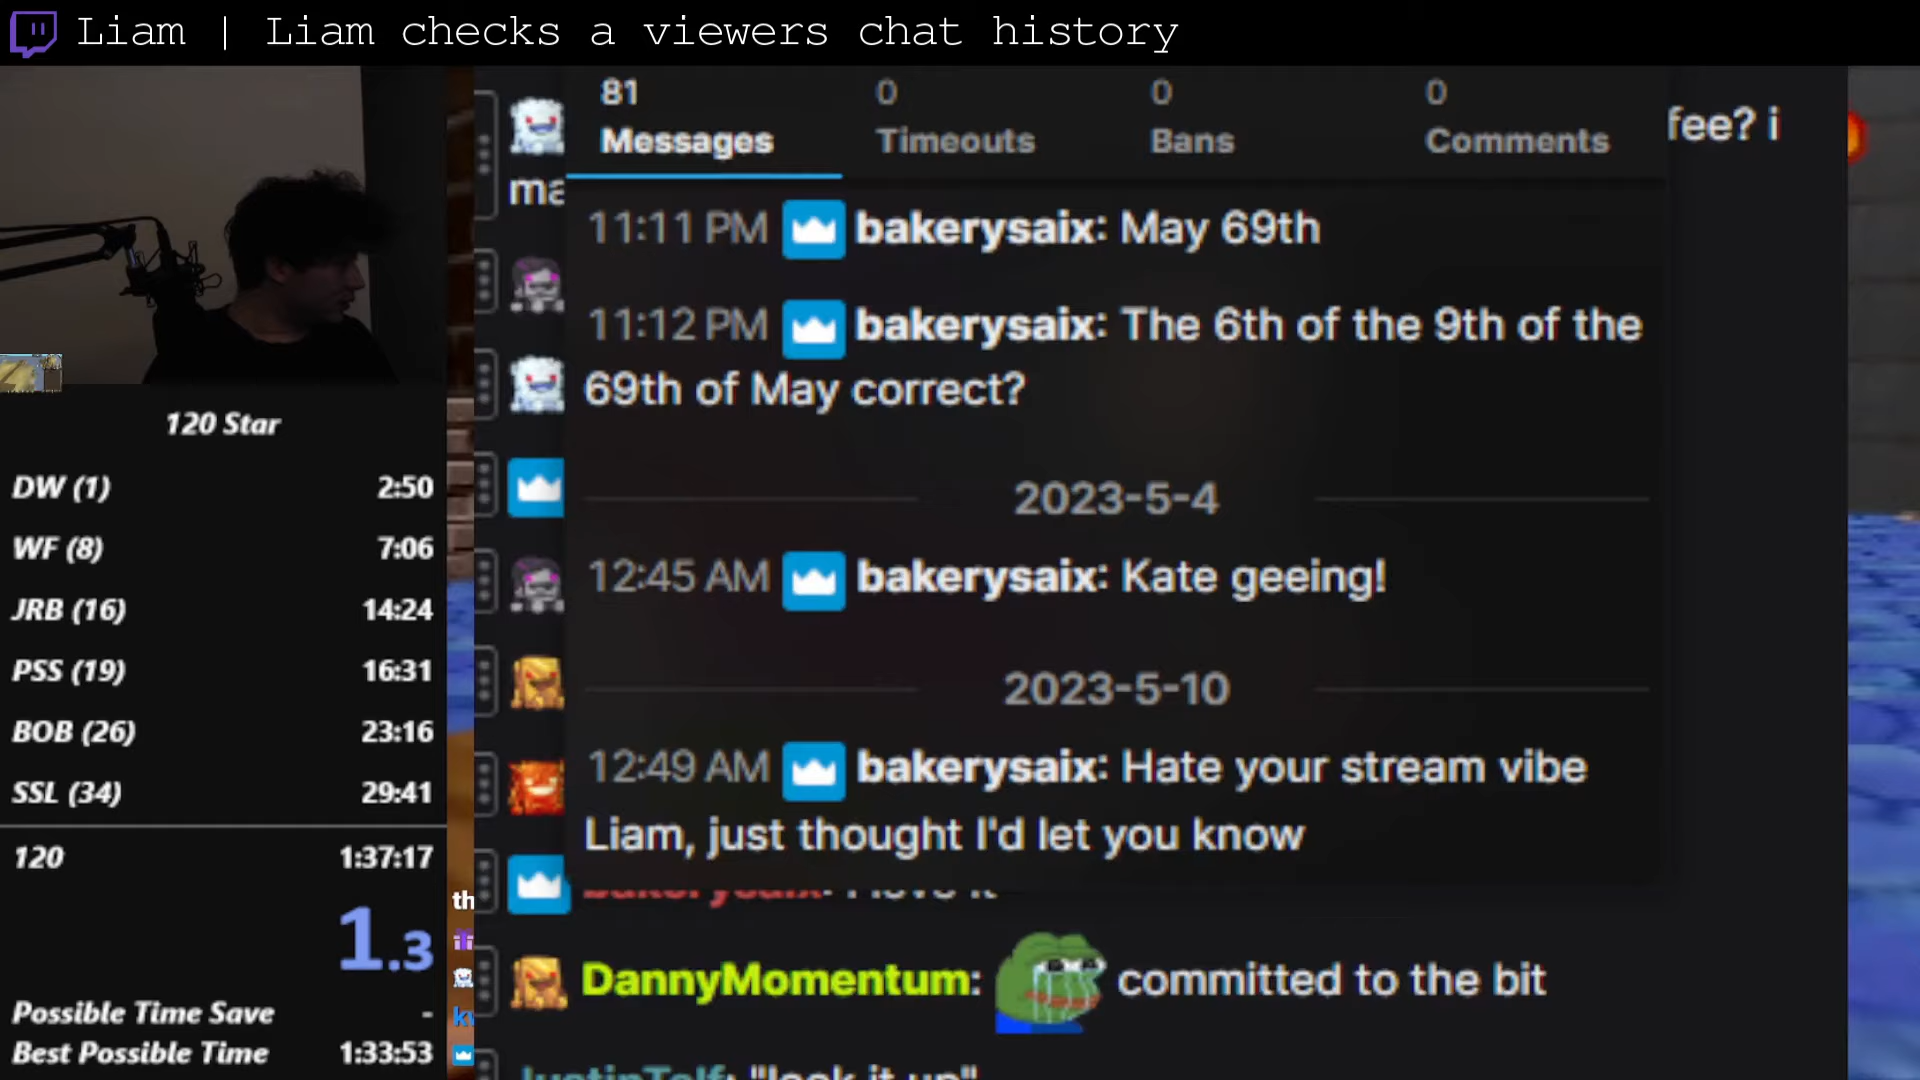 Liam | Liam checks a viewers chat history
81
Messages
0
Timeouts
0
Bans
0
Comments
fee? i
ma
11:11 PM bakerysaix: May 69th
11:12 PM bakerysaix: The 6th of the 9th of the
69th of May correct?
2023-5-4
12:45 AM bakerysaix: Kate geeing!
2023-5-10
12:49 AM bakerysaix: Hate your stream vibe
Liam, just thought I'd let you know
DannyMomentum: committed to the bit
"look it up"
120 Star
DW (1) 2:50
WF (8) 7:06
JRB (16) 14:24
PSS (19) 16:31
BOB (26) 23:16
SSL (34) 29:41
120 1:37:17
1.3
Possible Time Save -
Best Possible Time 1:33:53
th